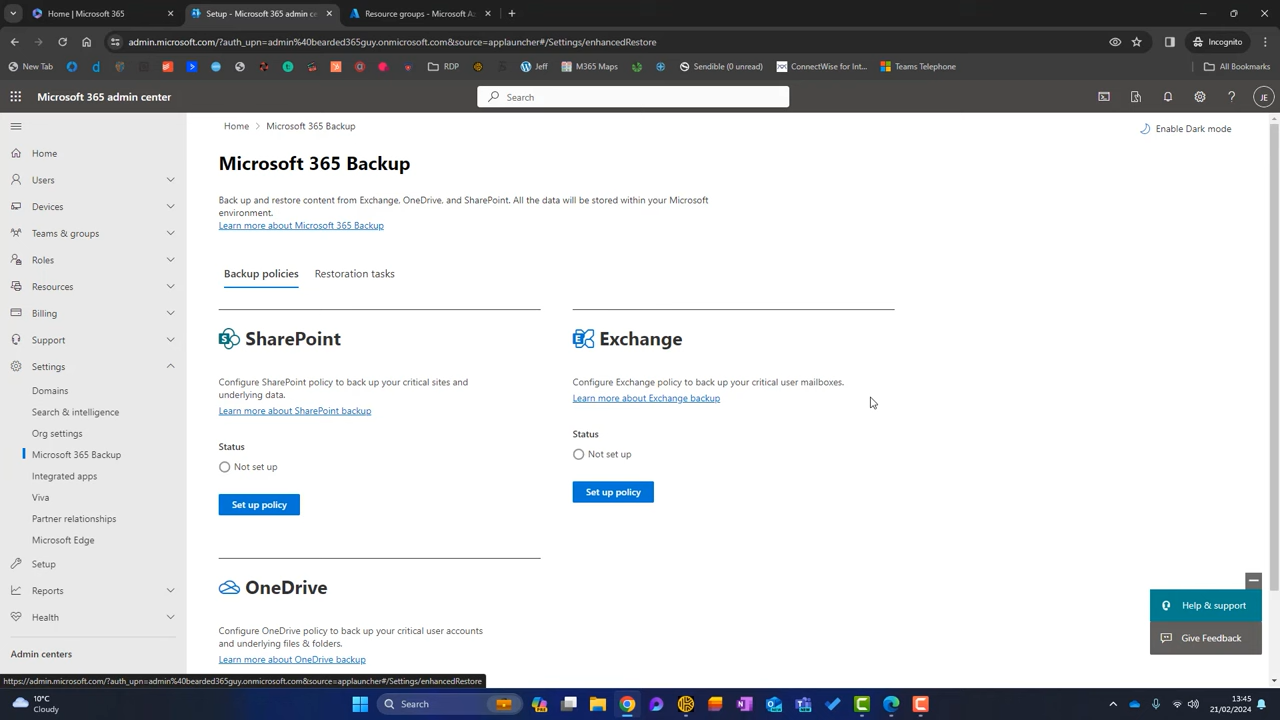 Home | Microsoft 365
Setup - Microsoft 365 admin ce
Resource groups - Microsoft Az
admin.microsoft.com/?auth_upn=admin%40bearded365guy.onmicrosoft.com&source=applauncher#/Settings/enhancedRestore
Incognito
New Tab
RDP
Jeff
M365 Maps
Sendible (0 unread)
ConnectWise for Int...
Teams Telephone
All Bookmarks
Microsoft 365 admin center
Search
JE
Home
Users
Devices
Teams & groups
Roles
Resources
Billing
Support
Settings
Domains
Search & intelligence
Org settings
Microsoft 365 Backup
Integrated apps
Viva
Partner relationships
Microsoft Edge
Setup
Reports
Health
Admin centers
Home > Microsoft 365 Backup
Enable Dark mode
Microsoft 365 Backup
Back up and restore content from Exchange, OneDrive, and SharePoint. All the data will be stored within your Microsoft
environment.
Learn more about Microsoft 365 Backup
Backup policies
Restoration tasks
SharePoint
Configure SharePoint policy to back up your critical sites and
underlying data.
Learn more about SharePoint backup
Status
Not set up
Set up policy
Exchange
Configure Exchange policy to back up your critical user mailboxes.
Learn more about Exchange backup
Status
Not set up
Set up policy
OneDrive
Configure OneDrive policy to back up your critical user accounts
and underlying files & folders.
Learn more about OneDrive backup
Help & support
Give Feedback
https://admin.microsoft.com/?auth_upn=admin%40bearded365guy.onmicrosoft.com&source=applauncher#/Settings/enhancedRestore
10°C
Cloudy
Search
13:45
21/02/2024